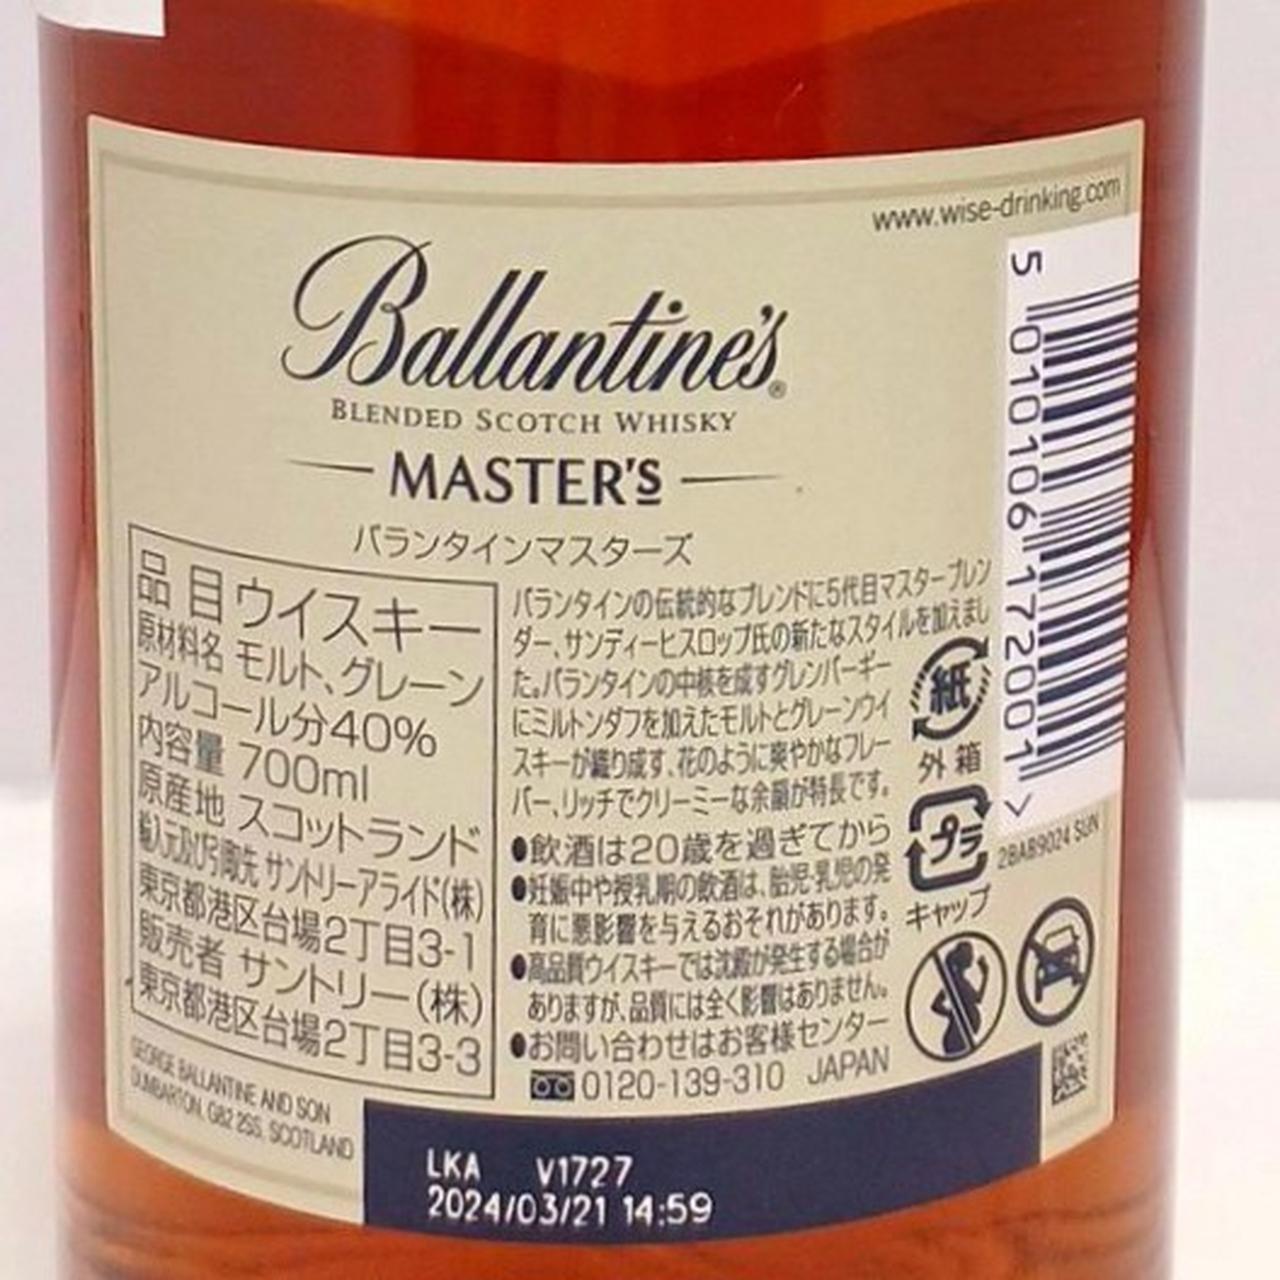 www.wise-drinking.com
Ballantine's®
BLENDED SCOTCH WHISKY
MASTER'S
バランタインマスターズ
品目 ウイスキー
原材料名 モルト、グレーン
アルコール分40%
内容量 700ml
原産地 スコットランド
輸入元及び引取先 サントリーアライド(株)
東京都港区台場2丁目3-1
販売者 サントリー(株)
東京都港区台場2丁目3-3
GEORGE BALLANTINE AND SON
DUMBARTON, G82 2SS, SCOTLAND
バランタインの伝統的なブレンドに5代目マスターブレン
ダー、サンディーヒスロップ氏の新たなスタイルを加えまし
た。バランタインの中核を成すグレンバーギー
にミルトンダフを加えたモルトとグレーンウイ
スキーが織り成す、花のように爽やかなフレー
バー、リッチでクリーミーな余韻が特長です。
●飲酒は20歳を過ぎてから
●妊娠中や授乳期の飲酒は、胎児・乳児の発
育に悪影響を与えるおそれがあります。
●高品質ウイスキーでは沈殿が発生する場合が
ありますが、品質には全く影響はありません。
●お問い合わせはお客様センター
0120-139-310 JAPAN
紙
外箱
プラ
キャップ
5 010106 172001 >
2BAB9024 SUN
LKA V1727
2024/03/21 14:59